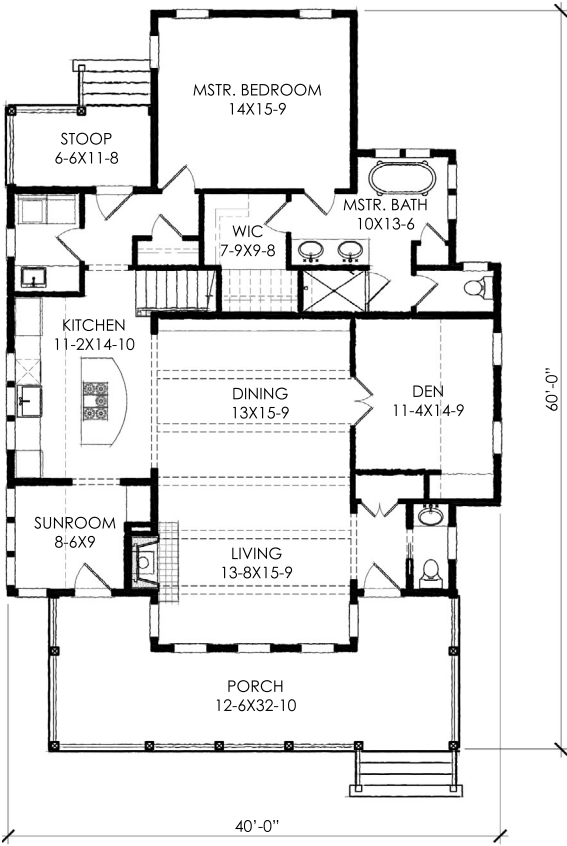 MSTR. BEDROOM
14X15-9
STOOP
6-6X11-8
MSTR. BATH
10X13-6
WIC
7-9X9-8
KITCHEN
11-2X14-10
DINING
13X15-9
DEN
11-4X14-9
60'-0"
SUNROOM
8-6X9
LIVING
13-8X15-9
PORCH
12-6X32-10
40'-0"